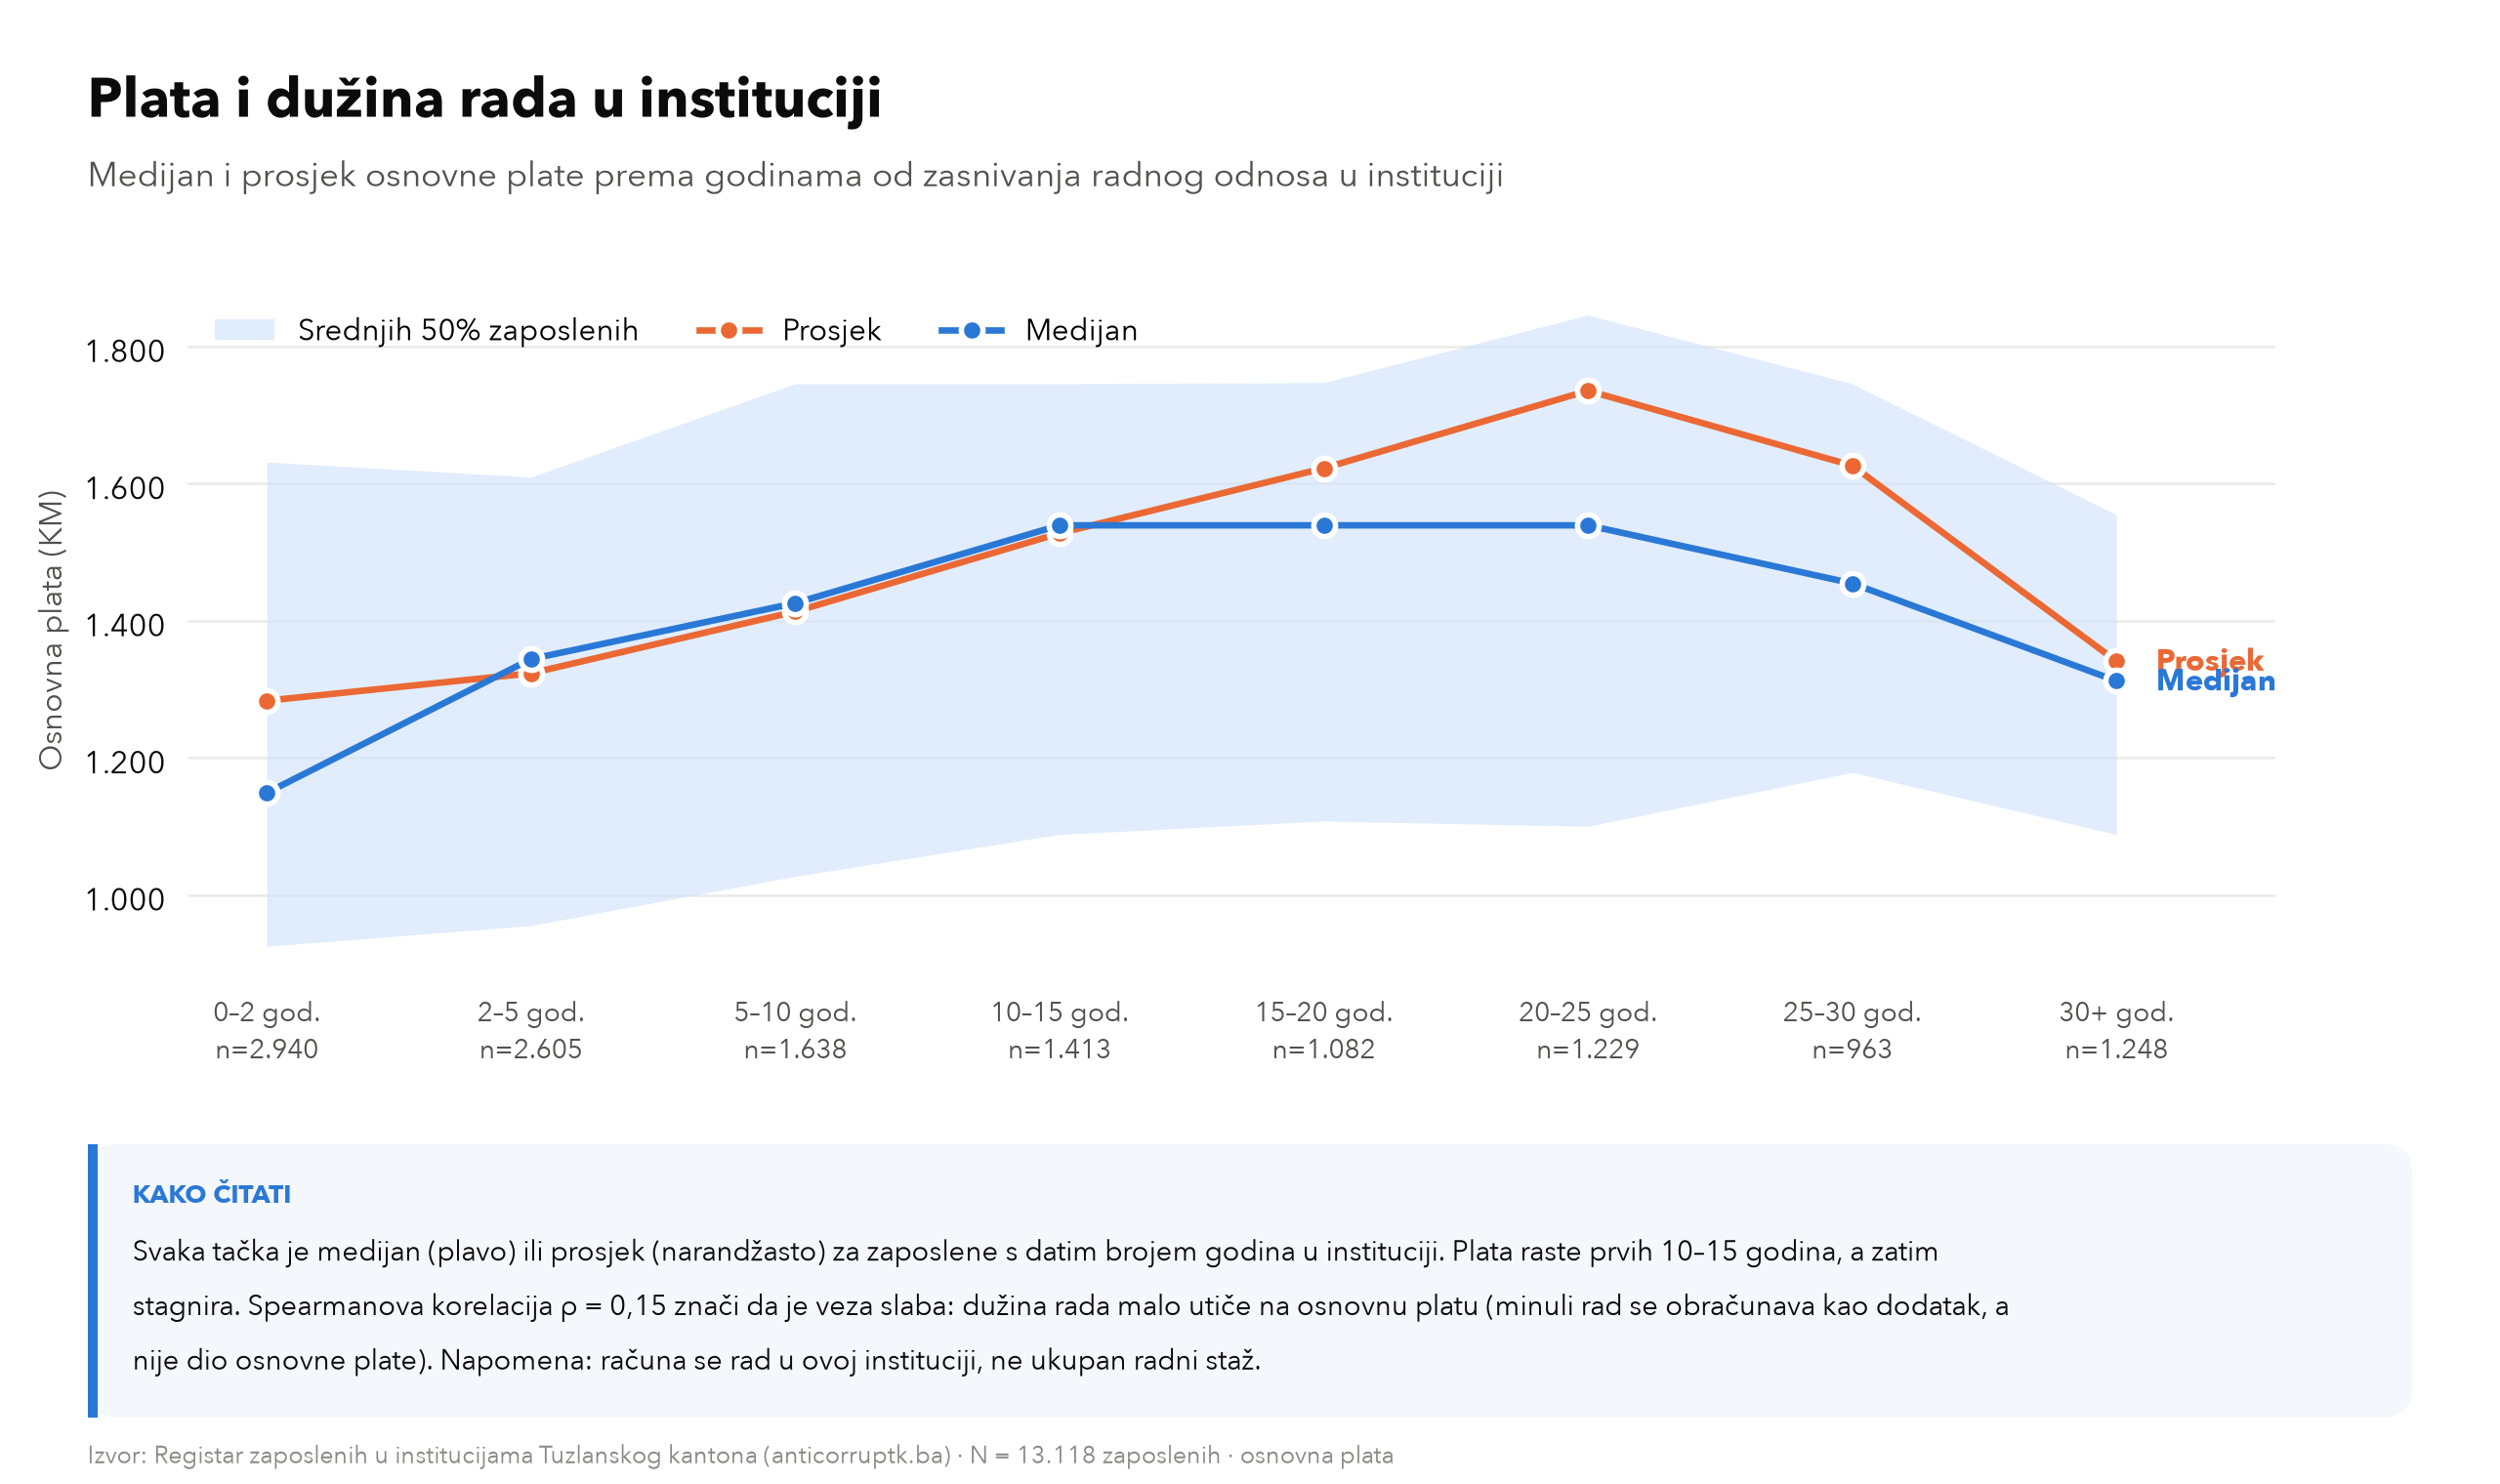 Plata i dužina rada u instituciji
Medijan i prosjek osnovne plate prema godinama od zasnivanja radnog odnosa u instituciji
Srednjih 50% zaposlenih
Prosjek
Medijan
Osnovna plata (KM)
1.800
1.600
1.400
1.200
1.000
Prosjek
Medijan
0–2 god.
n=2.940
2–5 god.
n=2.605
5–10 god.
n=1.638
10–15 god.
n=1.413
15–20 god.
n=1.082
20–25 god.
n=1.229
25–30 god.
n=963
30+ god.
n=1.248
KAKO ČITATI
Svaka tačka je medijan (plavo) ili prosjek (narandžasto) za zaposlene s datim brojem godina u instituciji. Plata raste prvih 10–15 godina, a zatim
stagnira. Spearmanova korelacija ρ = 0,15 znači da je veza slaba: dužina rada malo utiče na osnovnu platu (minuli rad se obračunava kao dodatak, a
nije dio osnovne plate). Napomena: računa se rad u ovoj instituciji, ne ukupan radni staž.
Izvor: Registar zaposlenih u institucijama Tuzlanskog kantona (anticorruptk.ba) · N = 13.118 zaposlenih · osnovna plata